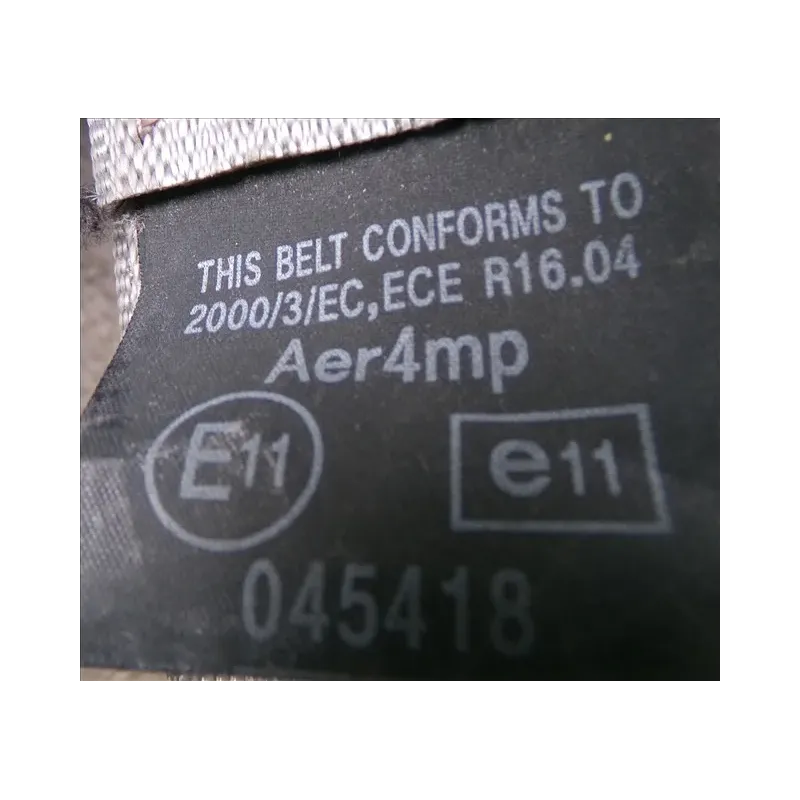 THIS BELT CONFORMS TO
2000/3/EC,ECE R16.04
Aer4mp
E11 e11
045418